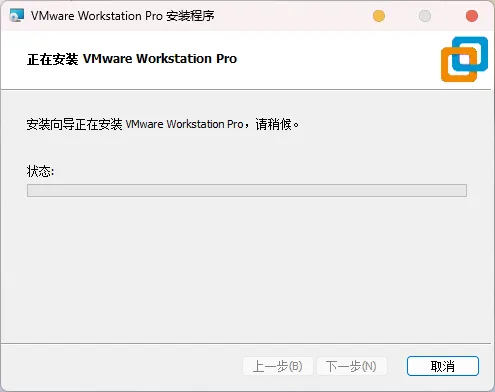 VMware Workstation Pro 安装程序
正在安装 VMware Workstation Pro
安装向导正在安装 VMware Workstation Pro，请稍候。
状态:
上一步(B)
下一步(N)
取消